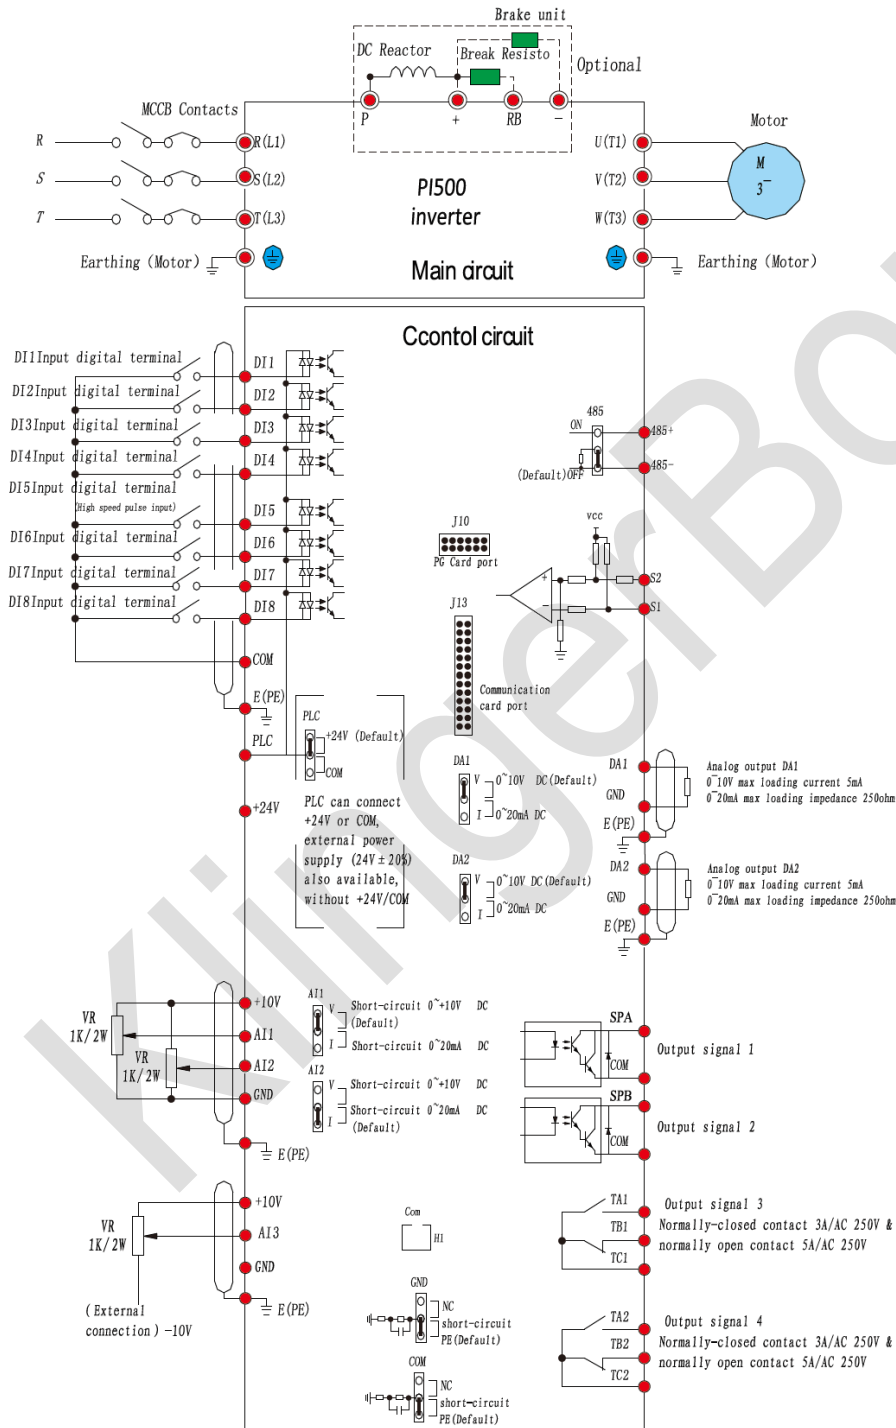 Brake unit
DC Reactor
Break Resisto
Optional
MCCB Contacts
P
+
RB
-
Motor
R
R(L1)
U(T1)
M
3~
S
S(L2)
V(T2)
PI500
inverter
T
T(L3)
W(T3)
Earthing (Motor)
Main circuit
Earthing (Motor)
Ccontol circuit
DI1Input digital terminal
DI1
DI2Input digital terminal
DI2
DI3Input digital terminal
DI3
DI4Input digital terminal
DI4
DI5Input digital terminal
(High speed pulse input)
DI5
DI6Input digital terminal
DI6
DI7Input digital terminal
DI7
DI8Input digital terminal
DI8
COM
E(PE)
PLC
+24V
485
ON
485+
(Default)OFF
485-
J10
PG Card port
vcc
+
-
S2
S1
J13
Communication
card port
PLC
+24V (Default)
COM
PLC can connect
+24V or COM,
external power
supply (24V±20%)
also available,
without +24V/COM
DA1
V
0~10V DC(Default)
I
0~20mA DC
DA2
V
0~10V DC(Default)
I
0~20mA DC
DA1
GND
E(PE)
Analog output DA1
0~10V max loading current 5mA
0~20mA max loading impedance 250ohm
DA2
GND
E(PE)
Analog output DA2
0~10V max loading current 5mA
0~20mA max loading impedance 250ohm
+10V
VR
1K/2W
AI1
VR
1K/2W
AI2
GND
E(PE)
AI1
V
Short-circuit 0~+10V DC
(Default)
I
Short-circuit 0~20mA DC
AI2
V
Short-circuit 0~+10V DC
I
Short-circuit 0~20mA DC
(Default)
SPA
COM
Output signal 1
SPB
COM
Output signal 2
+10V
VR
1K/2W
AI3
GND
E(PE)
(External
connection)-10V
Com
HI
GND
NC
short-circuit
PE(Default)
COM
NC
short-circuit
PE(Default)
TA1
TB1
TC1
Output signal 3
Normally-closed contact 3A/AC 250V &
normally open contact 5A/AC 250V
TA2
TB2
TC2
Output signal 4
Normally-closed contact 3A/AC 250V &
normally open contact 5A/AC 250V
KlingerBo